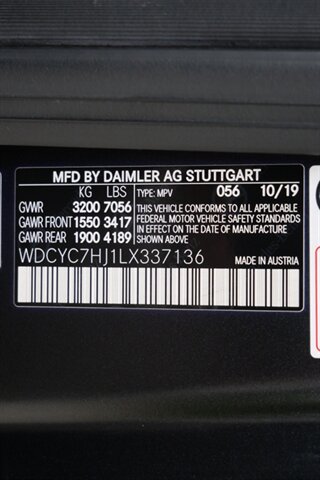 MFD BY DAIMLER AG STUTTGART
KG LBS TYPE: MPV 056 10/19
GWR 3200 7056 THIS VEHICLE CONFORMS TO ALL APPLICABLE
GAWR FRONT 1550 3417 FEDERAL MOTOR VEHICLE SAFETY STANDARDS
GAWR REAR 1900 4189 IN EFFECT ON THE DATE OF MANUFACTURE
SHOWN ABOVE
WDCYC7HJ1LX337136 MADE IN AUSTRIA